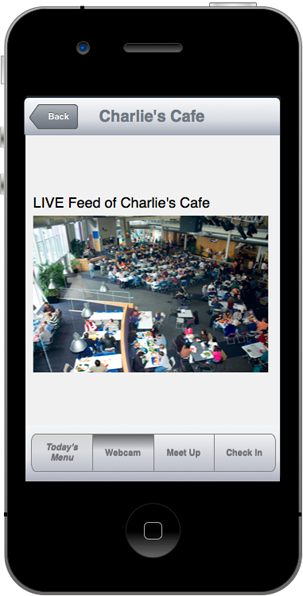 Back
Charlie's Cafe
LIVE Feed of Charlie's Cafe
Today's
Menu
Webcam
Meet Up
Check In